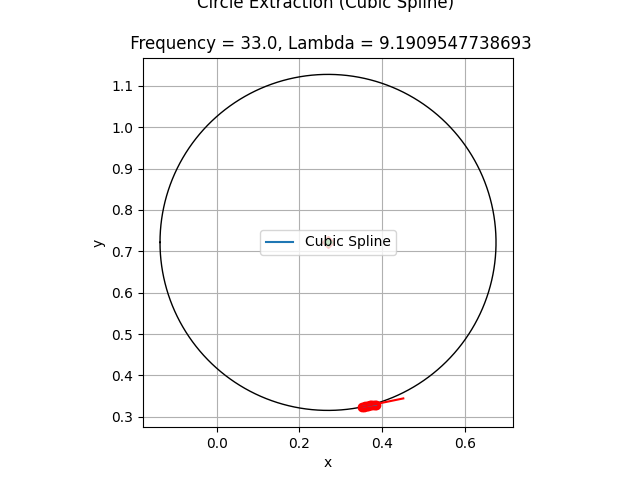 Circle Extraction (Cubic Spline)
Frequency = 33.0, Lambda = 9.1909547738693
1.1
1.0
0.9
0.8
0.7
0.6
0.5
0.4
0.3
y
Cubic Spline
0.0
0.2
0.4
0.6
x